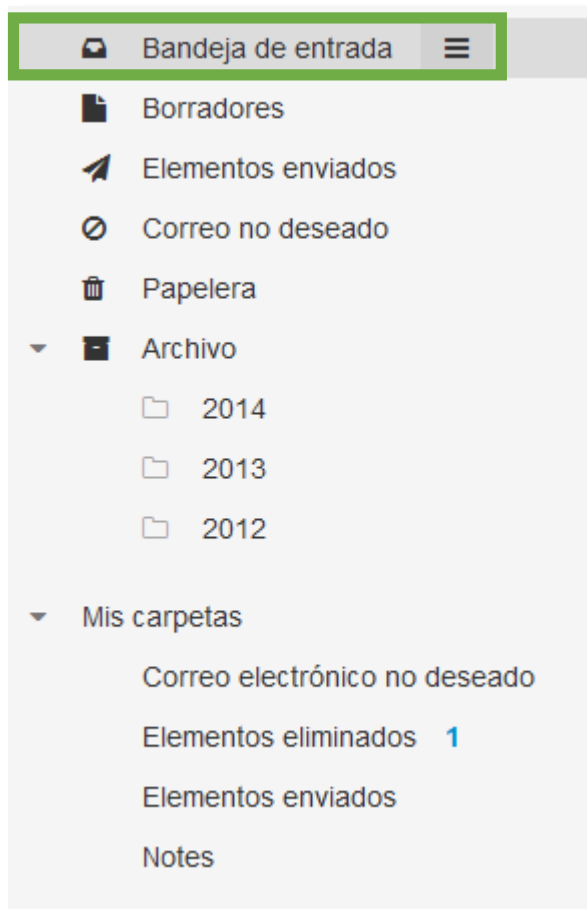 Bandeja de entrada
Borradores
Elementos enviados
Correo no deseado
Papelera
Archivo
2014
2013
2012
Mis carpetas
Correo electrónico no deseado
Elementos eliminados 1
Elementos enviados
Notes